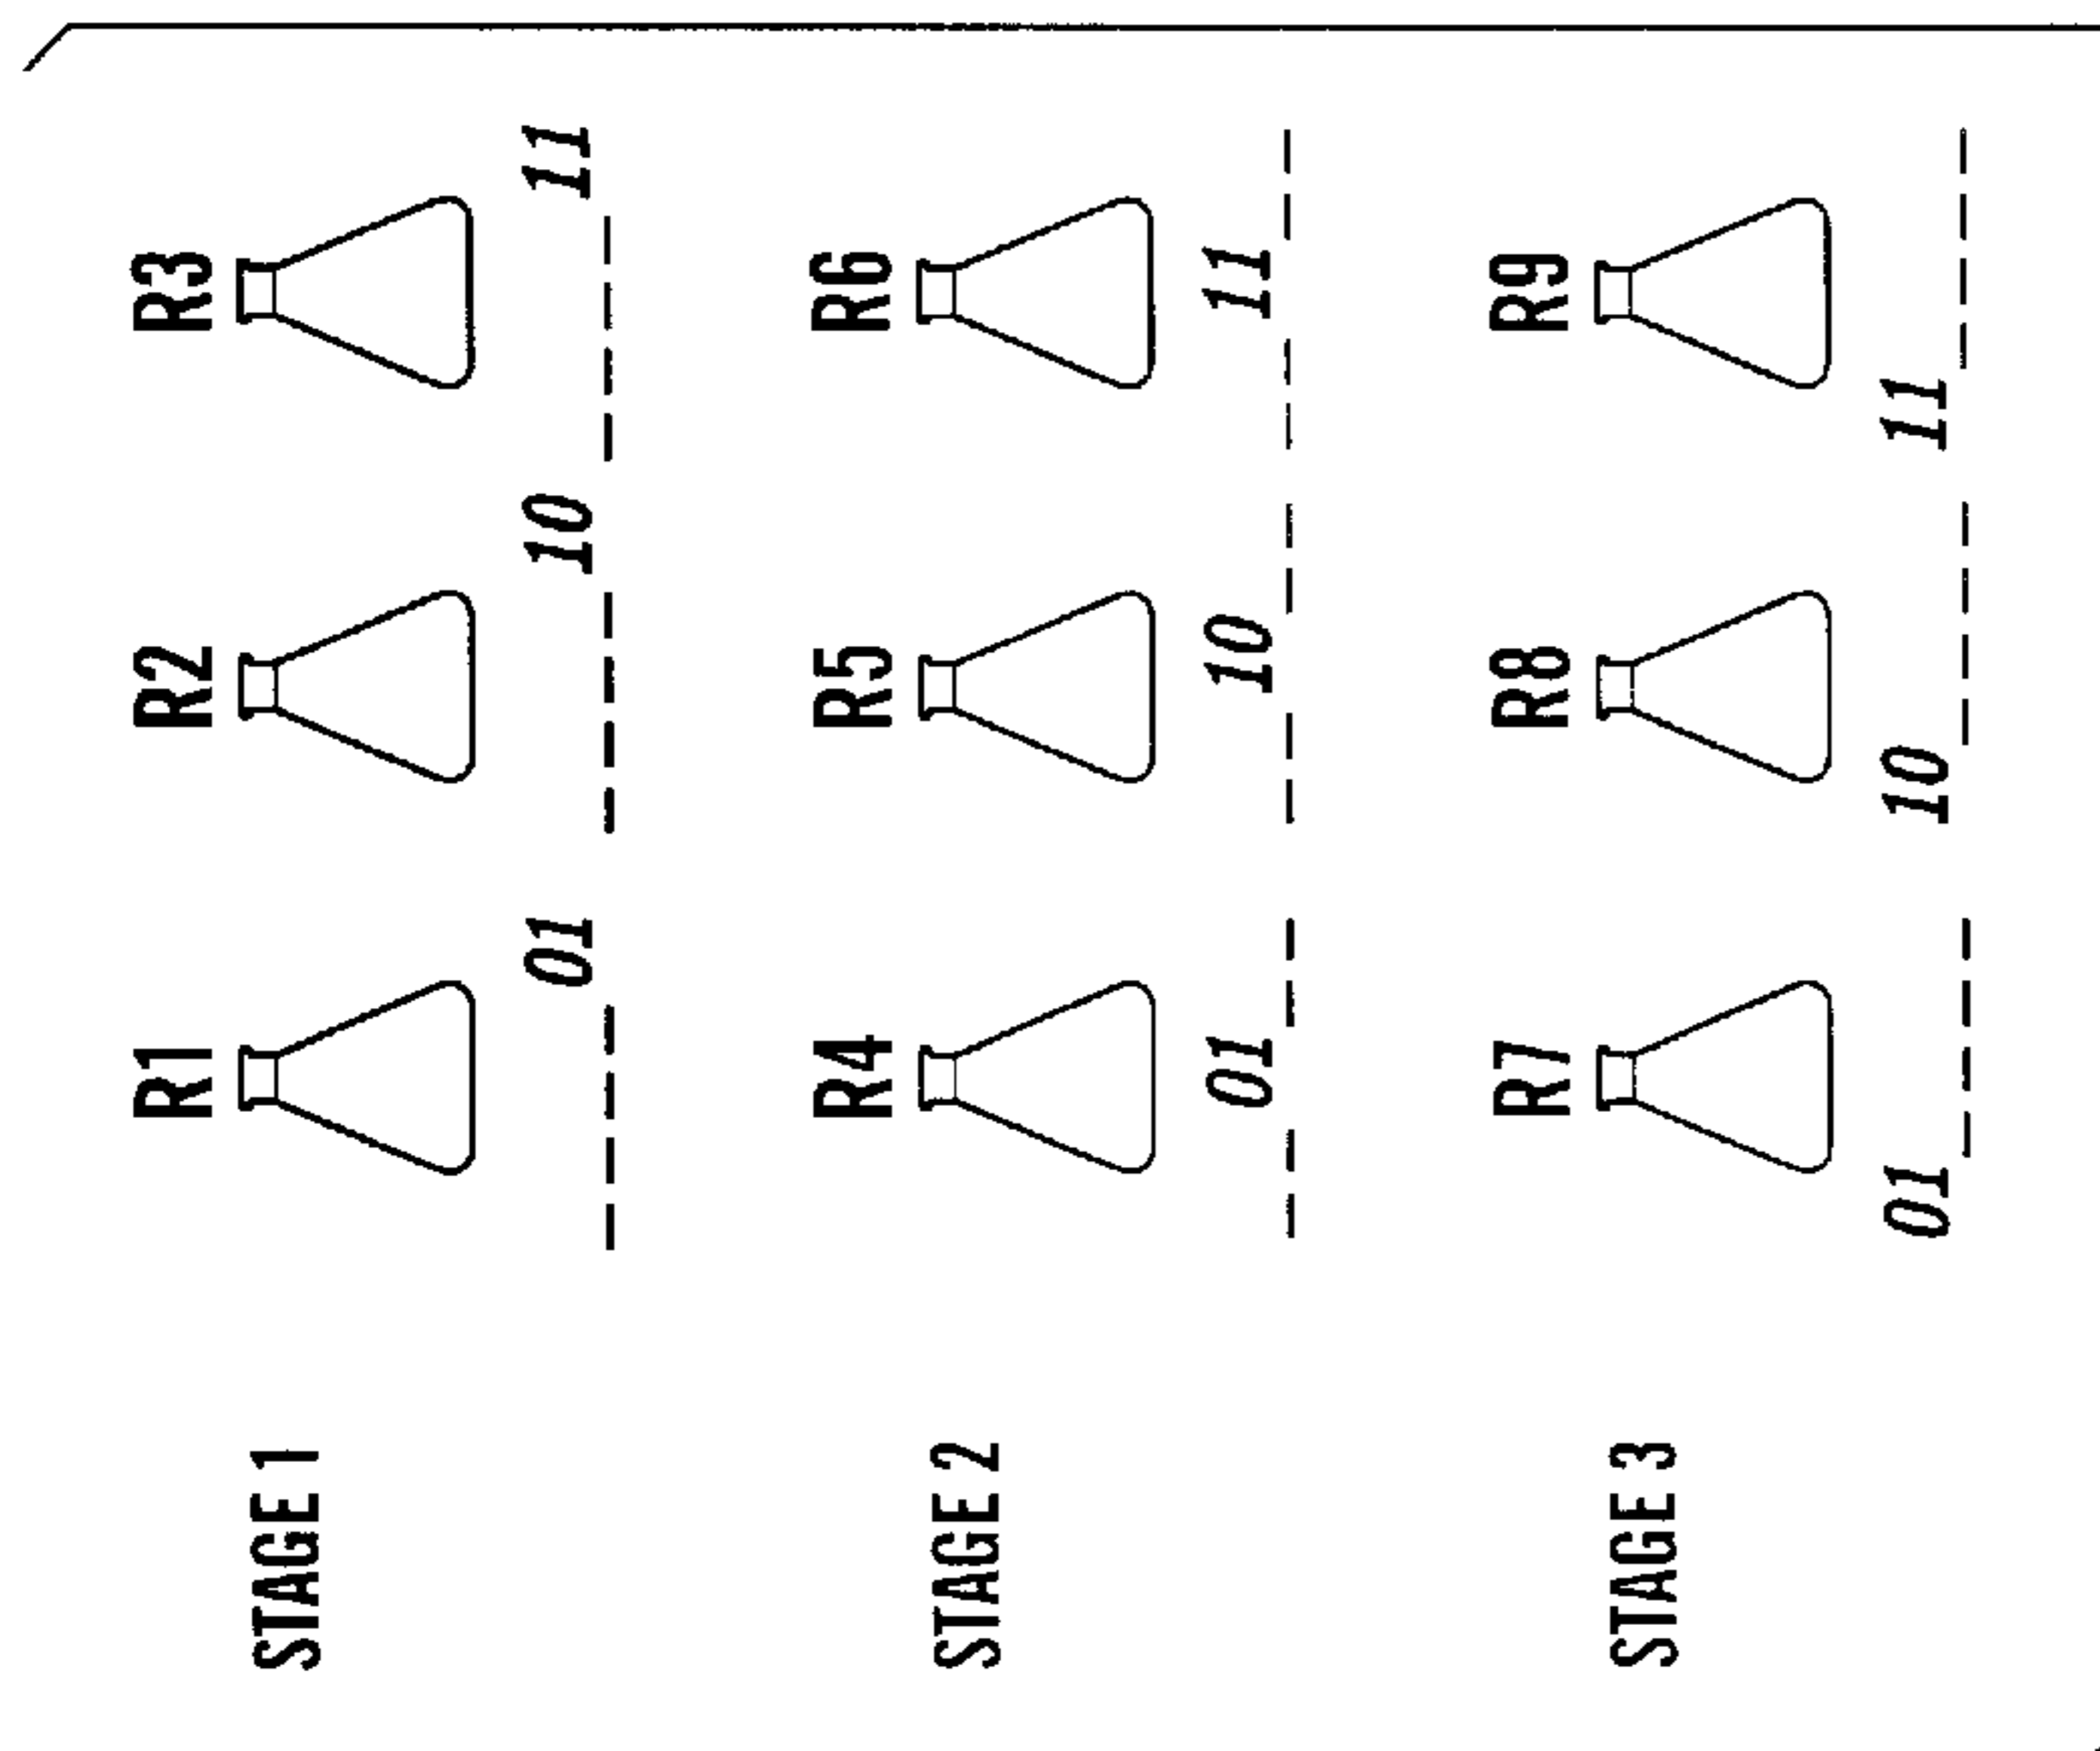 R1 R2 R3
STAGE 1
_ _ _ _ 01 _ _ _ _ 10 _ _ _ _ 11
R4 R5 R6
STAGE 2
_ _ 01 _ _ _ _ 10 _ _ _ _ 11 _ _
R7 R8 R9
STAGE 3
01 _ _ _ _ 10 _ _ _ _ 11 _ _ _ _